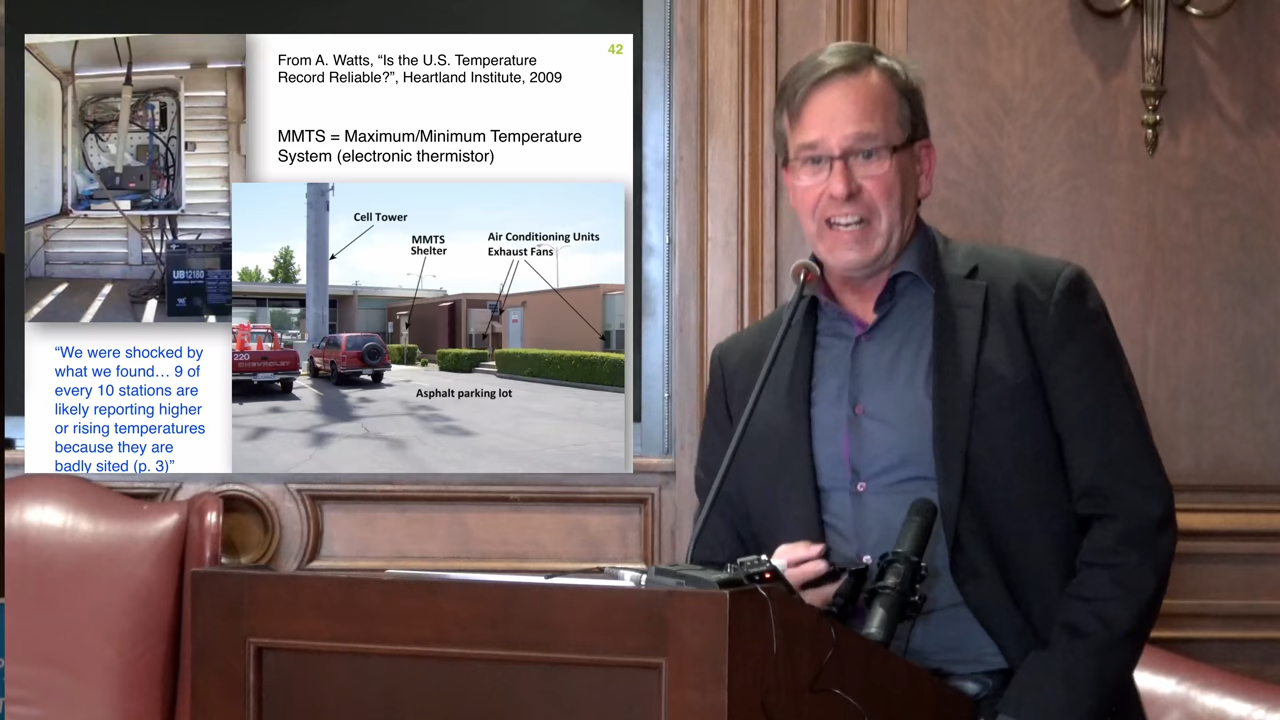 42
From A. Watts, “Is the U.S. Temperature
Record Reliable?”, Heartland Institute, 2009
MMTS = Maximum/Minimum Temperature
System (electronic thermistor)
UB12180
Cell Tower
MMTS
Shelter
Air Conditioning Units
Exhaust Fans
220
CHEVROLET
Asphalt parking lot
“We were shocked by
what we found… 9 of
every 10 stations are
likely reporting higher
or rising temperatures
because they are
badly sited (p. 3)”